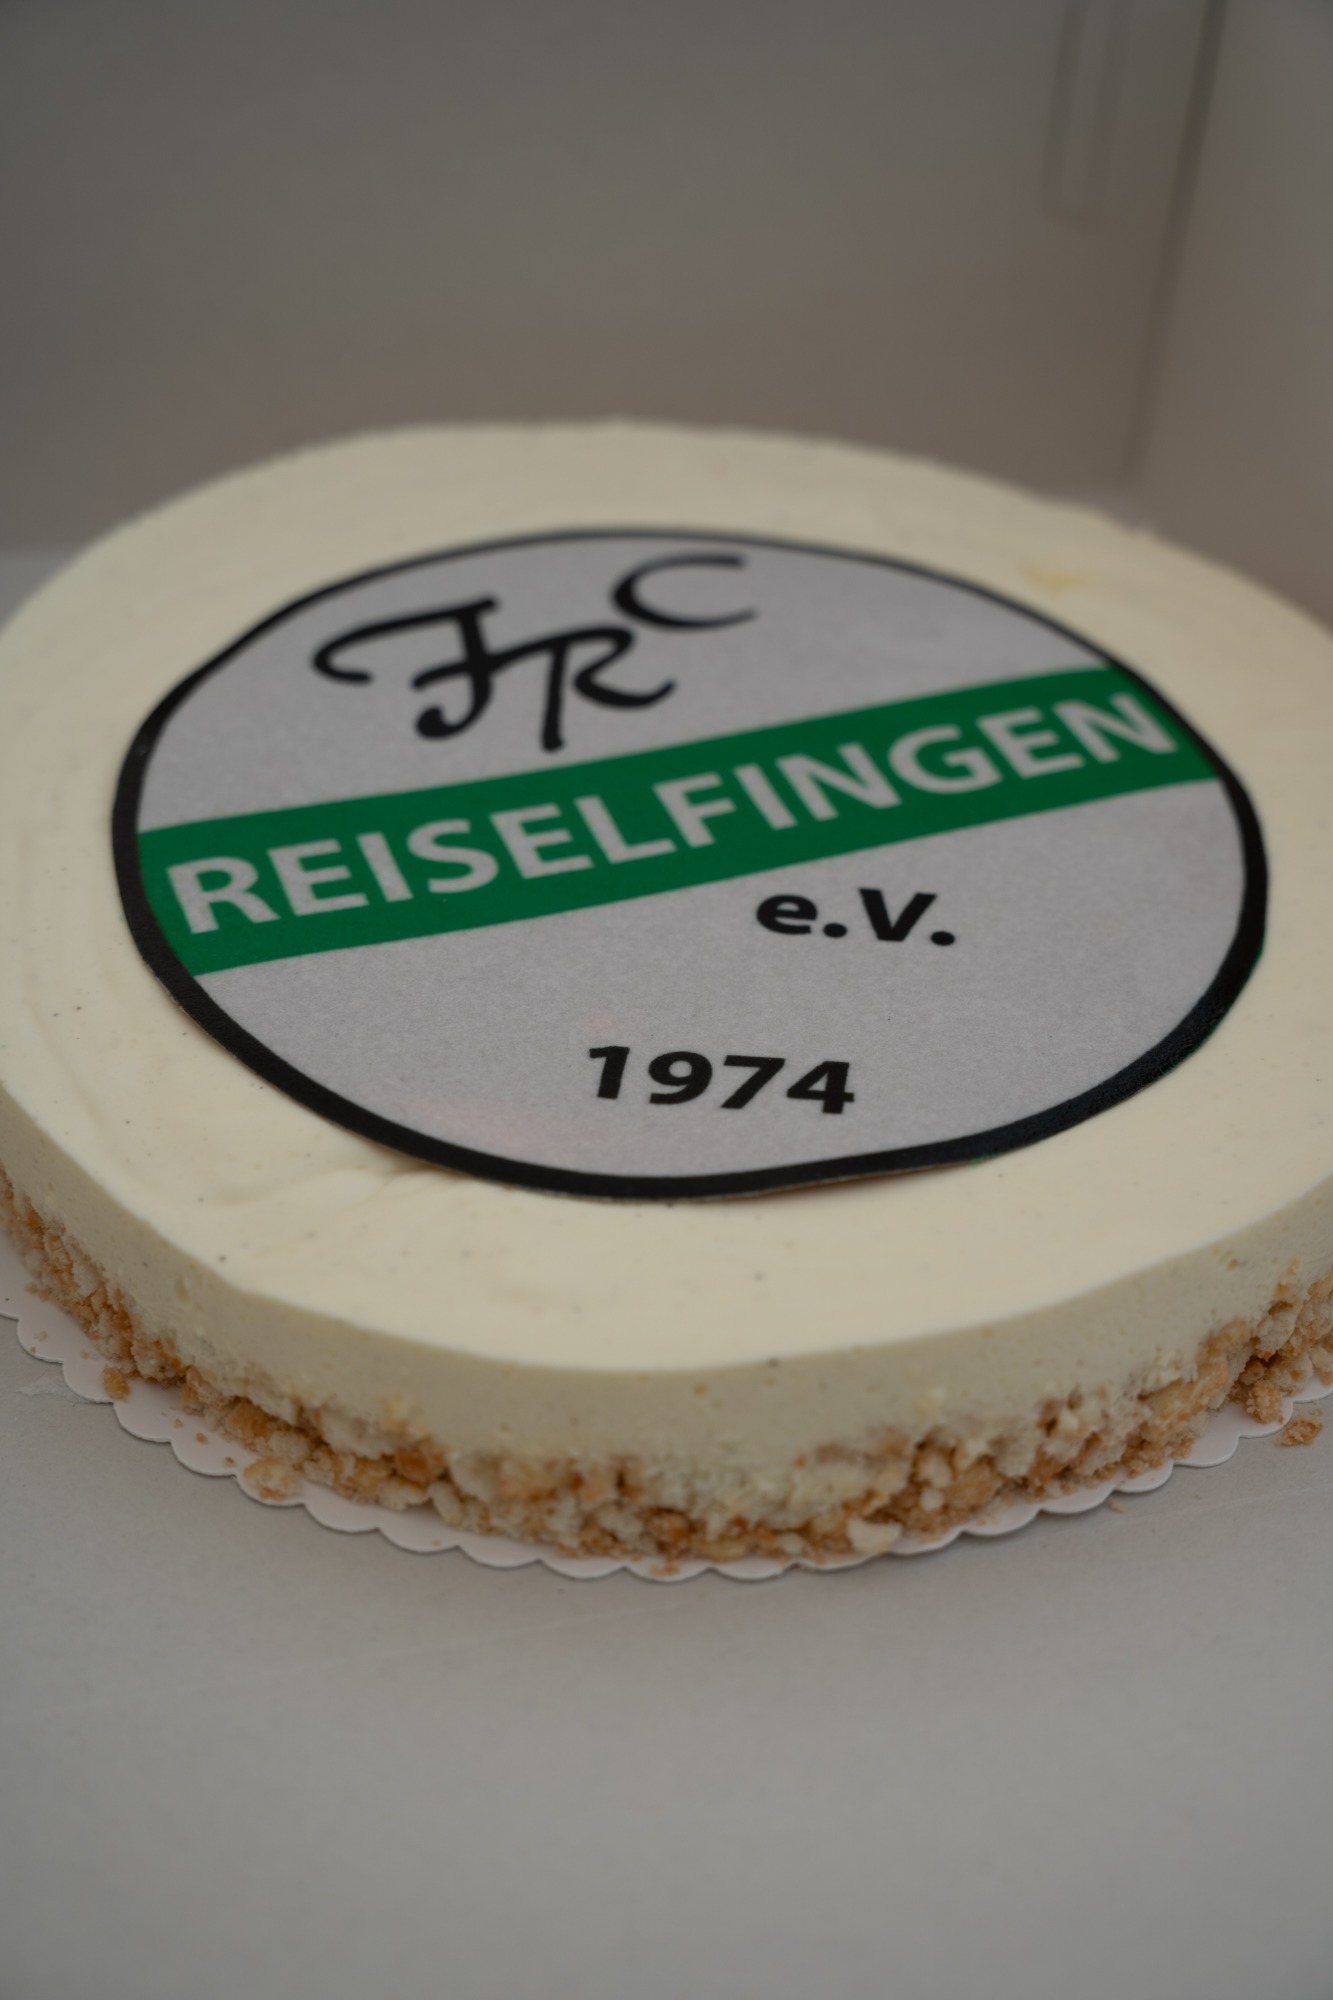 FRC
REISELFINGEN
e.V.
1974